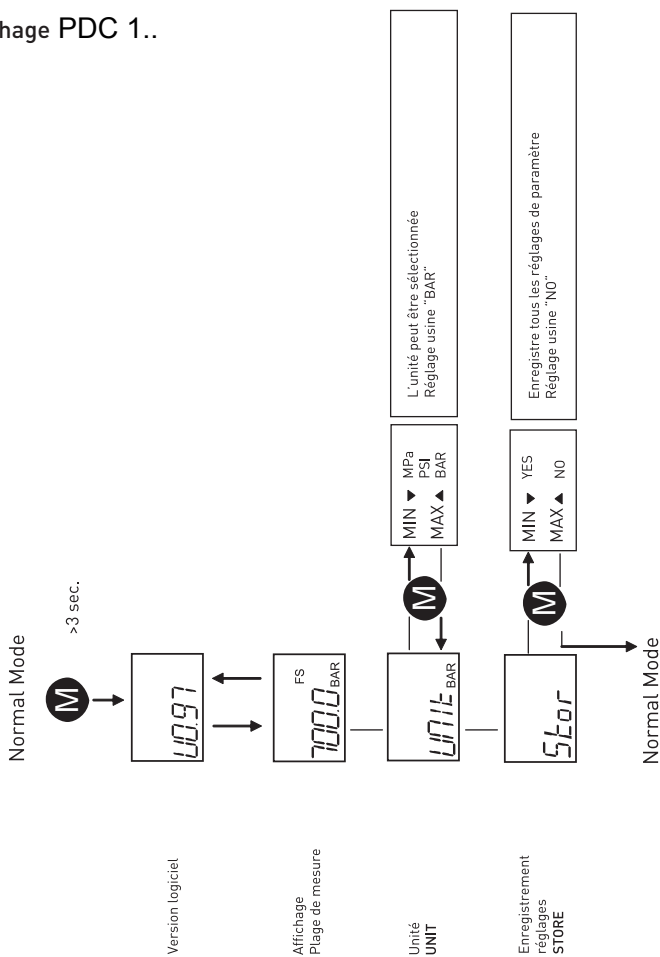 hage PDC 1..
Normal Mode
M
>3 sec.
Version logiciel
U0.97
Affichage
Plage de mesure
FS
700.0 BAR
Unité
UNIT
UNIt BAR
M
MIN ▼ MPa
PSI
MAX ▲ BAR
L'unité peut être sélectionnée
Réglage usine "BAR"
Enregistrement
réglages
STORE
Stor
M
MIN ▼ YES
MAX ▲ NO
Enregistre tous les réglages de paramètre
Réglage usine "NO"
Normal Mode